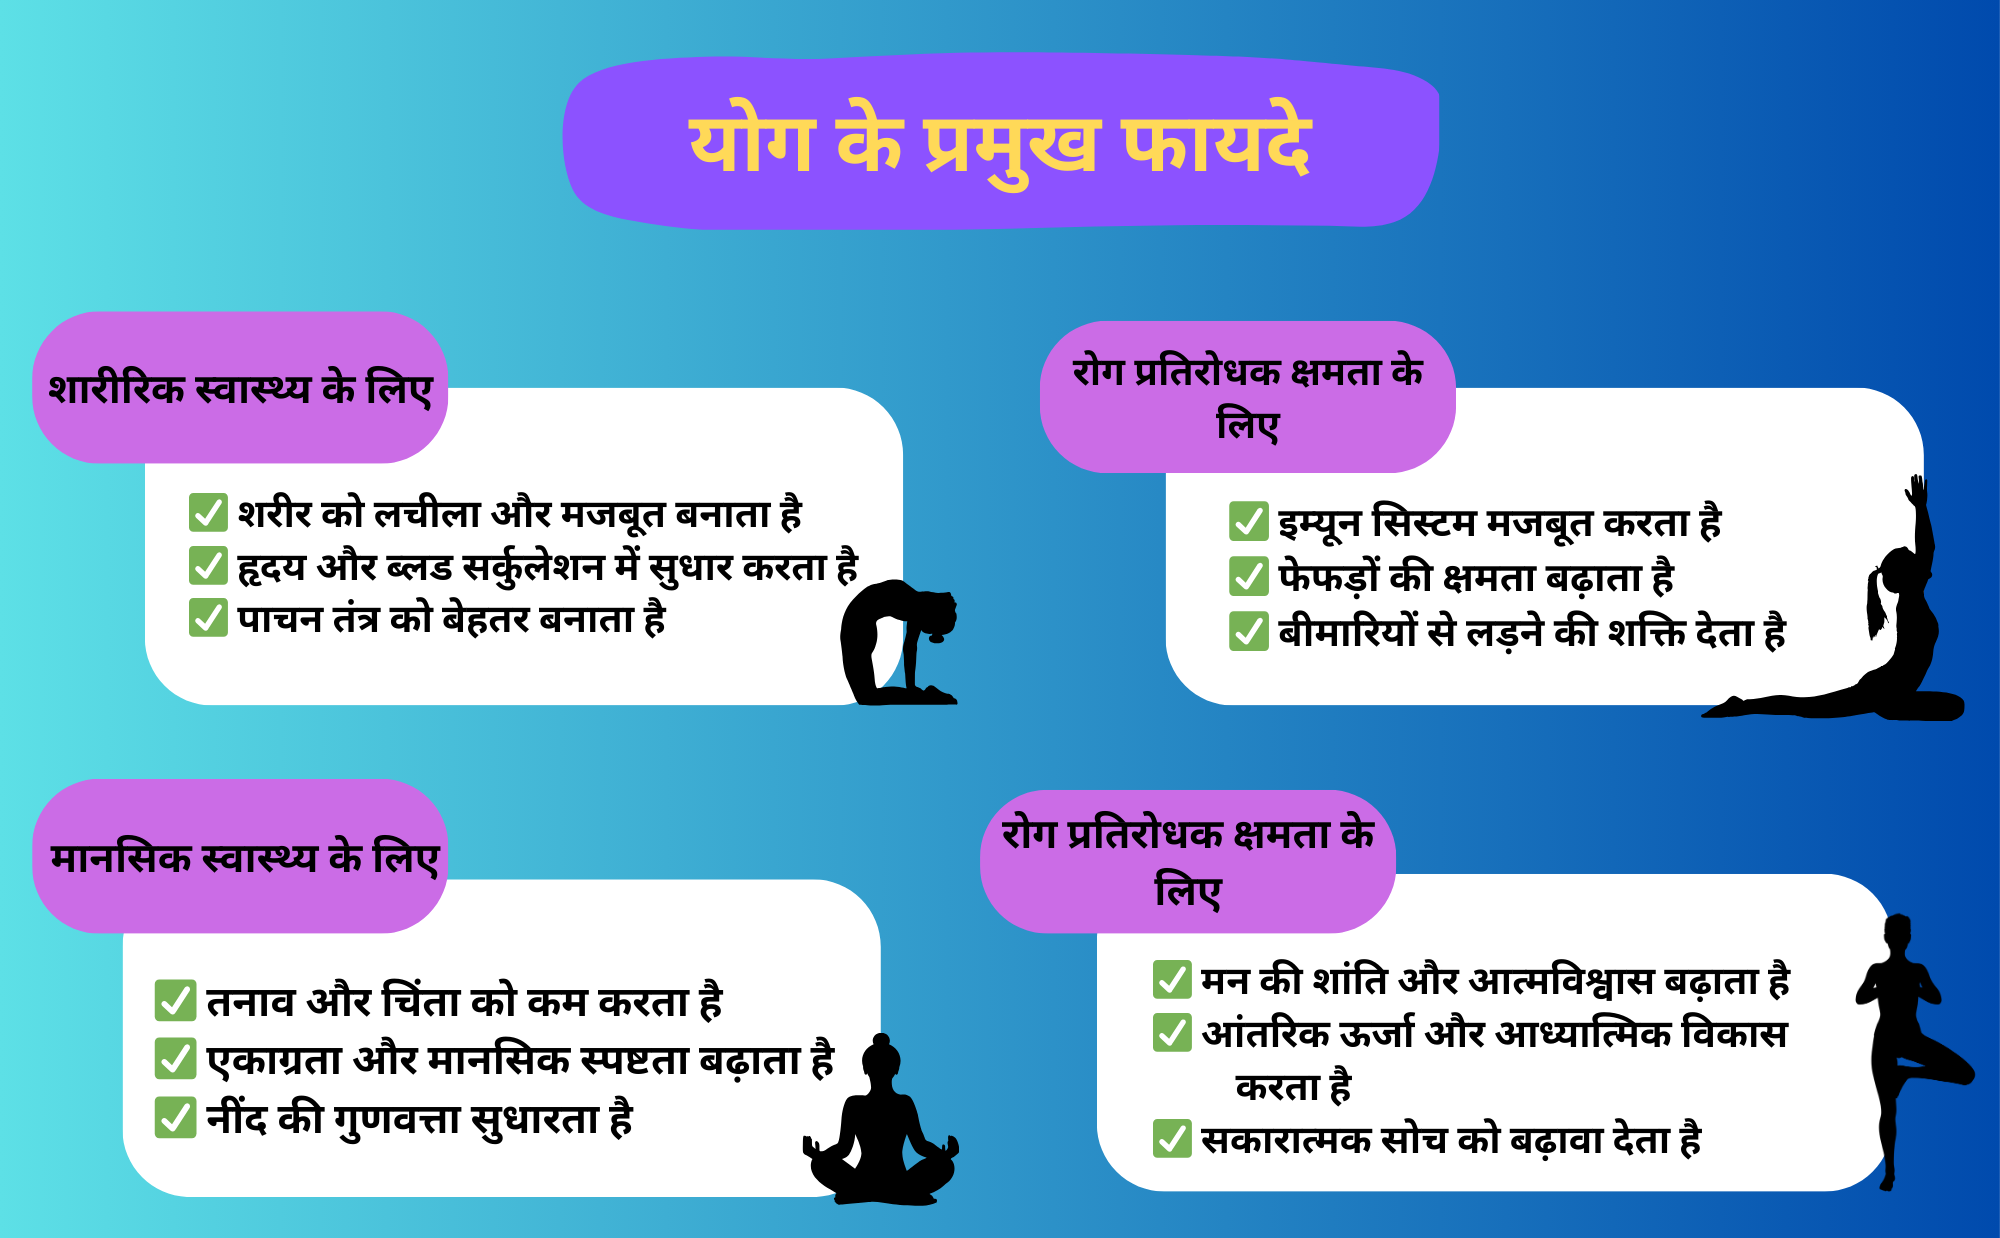 योग के प्रमुख फायदे
शारीरिक स्वास्थ्य के लिए
✅ शरीर को लचीला और मजबूत बनाता है
✅ हृदय और ब्लड सर्कुलेशन में सुधार करता है
✅ पाचन तंत्र को बेहतर बनाता है
रोग प्रतिरोधक क्षमता के
लिए
✅ इम्यून सिस्टम मजबूत करता है
✅ फेफड़ों की क्षमता बढ़ाता है
✅ बीमारियों से लड़ने की शक्ति देता है
मानसिक स्वास्थ्य के लिए
✅ तनाव और चिंता को कम करता है
✅ एकाग्रता और मानसिक स्पष्टता बढ़ाता है
✅ नींद की गुणवत्ता सुधारता है
रोग प्रतिरोधक क्षमता के
लिए
✅ मन की शांति और आत्मविश्वास बढ़ाता है
✅ आंतरिक ऊर्जा और आध्यात्मिक विकास
करता है
✅ सकारात्मक सोच को बढ़ावा देता है